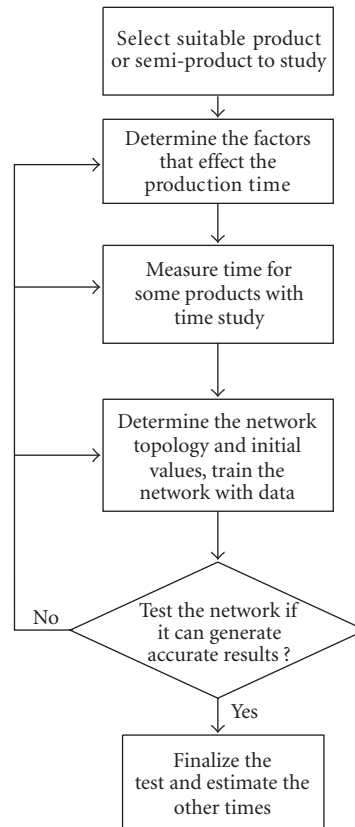 Select suitable product
or semi-product to study
Determine the factors
that effect the
production time
Measure time for
some products with
time study
Determine the network
topology and initial
values, train the
network with data
No
Test the network if
it can generate
accurate results ?
Yes
Finalize the
test and estimate the
other times